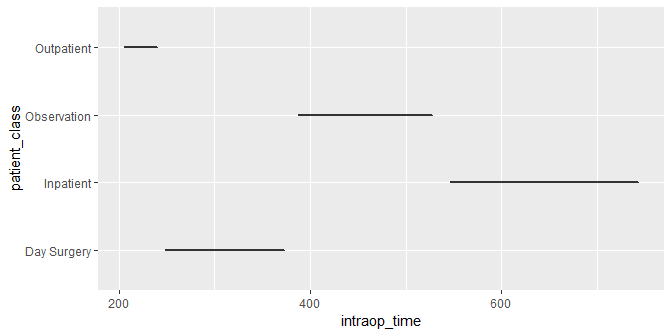 Outpatient
Observation
Inpatient
Day Surgery
patient_class
200
400
600
intraop_time